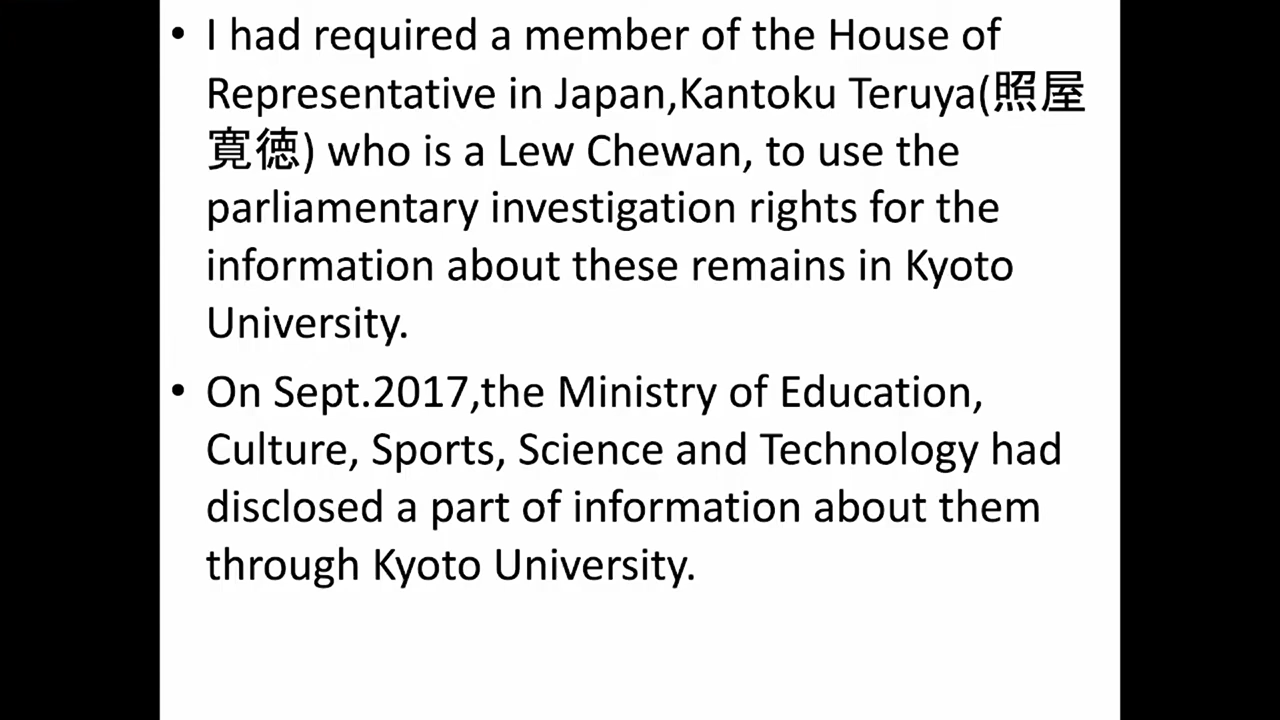 • I had required a member of the House of
Representative in Japan,Kantoku Teruya(照屋
寛徳) who is a Lew Chewan, to use the
parliamentary investigation rights for the
information about these remains in Kyoto
University.
• On Sept.2017,the Ministry of Education,
Culture, Sports, Science and Technology had
disclosed a part of information about them
through Kyoto University.